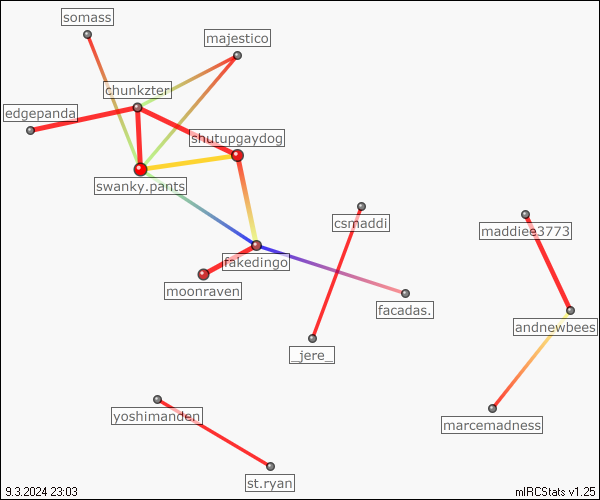 somass
majestico
chunkzter
edgepanda
shutupgaydog
swanky.pants
csmaddi
maddiee3773
fakedingo
moonraven
facadas.
andnewbees
_jere_
yoshimanden
marcemadness
st.ryan
9.3.2024 23:03
mIRCStats v1.25